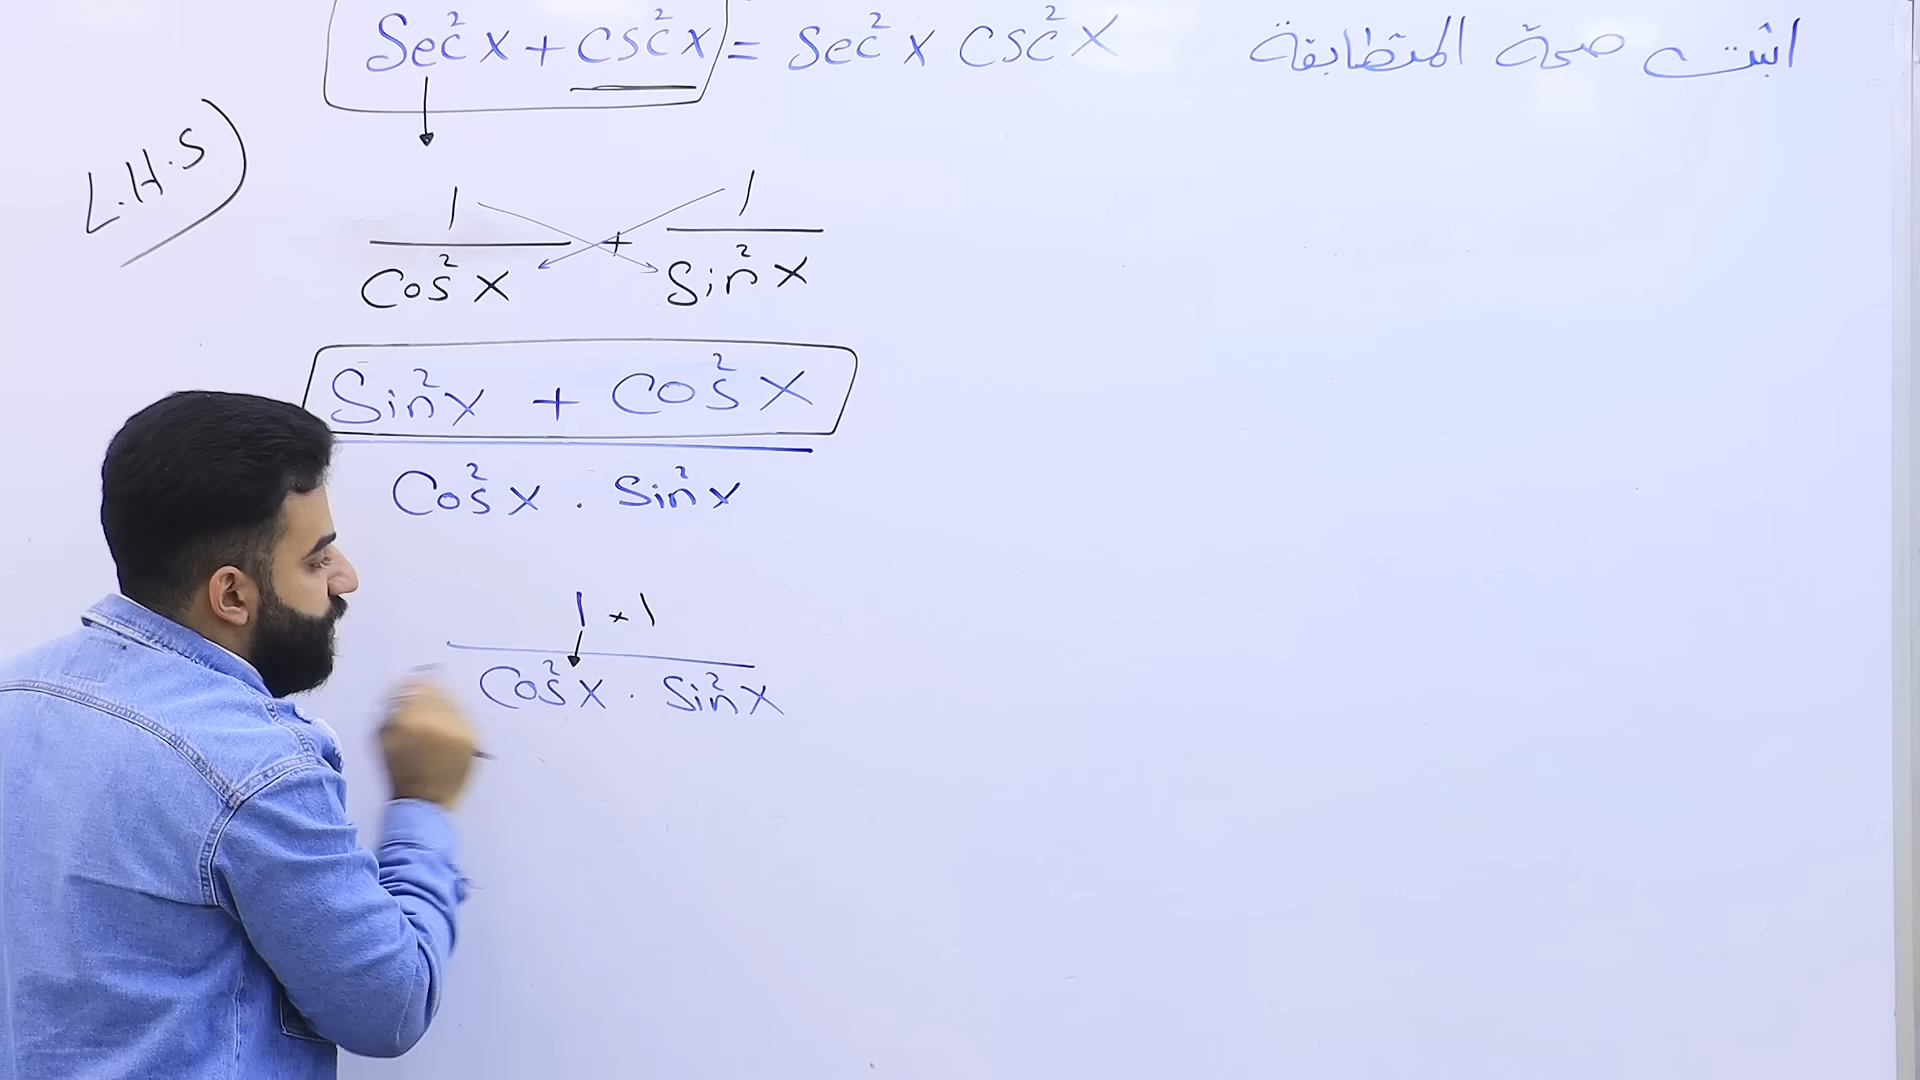 Sec²x + csc²x = Sec²x Csc²x اثبت صحة المتطابقة
L.H.S
1/Cos²x + 1/Sin²x
Sin²x + Cos²x
Cos²x . Sin²x
1 × 1
Cos²x . Sin²x